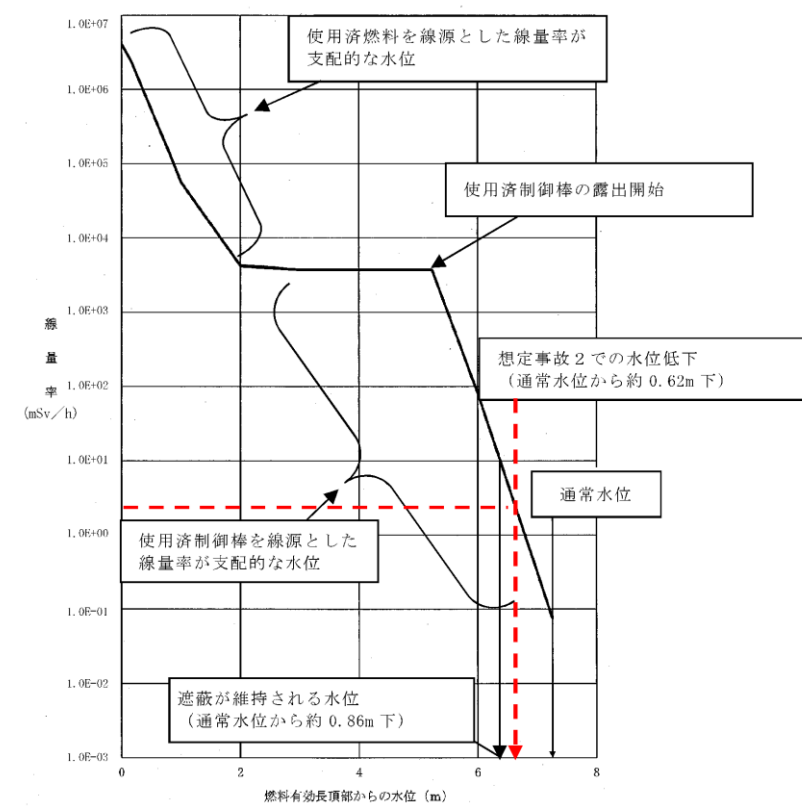 1.0E+07
1.0E+06
1.0E+05
1.0E+04
1.0E+03
1.0E+02
1.0E+01
1.0E+00
1.0E-01
1.0E-02
1.0E-03
線
量
率
(mSv/h)
使用済燃料を線源とした線量率が
支配的な水位
使用済制御棒の露出開始
想定事故2での水位低下
(通常水位から約0.62m下)
通常水位
使用済制御棒を線源とした
線量率が支配的な水位
遮蔽が維持される水位
(通常水位から約0.86m下)
0
2
4
6
8
燃料有効長頂部からの水位(m)